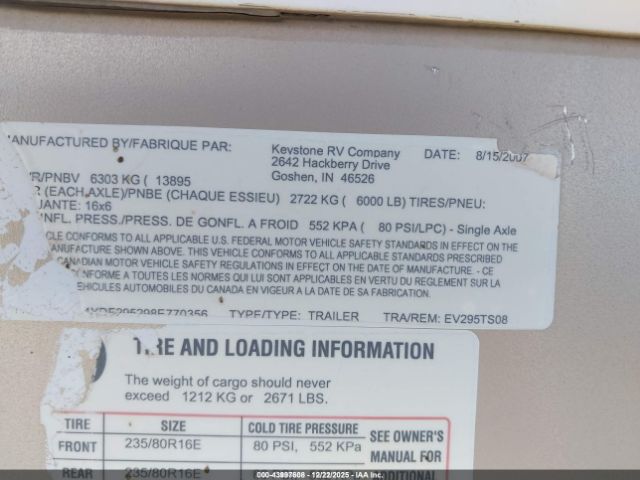 MANUFACTURED BY/FABRIQUE PAR: Keystone RV Company DATE: 8/15/2007
2642 Hackberry Drive
Goshen, IN 46526
/PNBV 6303 KG ( 13895
(EACH AXLE)/PNBE (CHAQUE ESSIEU) 2722 KG ( 6000 LB) TIRES/PNEU:
16x6
INFL. PRESS./PRESS. DE GONFL. A FROID 552 KPA ( 80 PSI/LPC) - Single Axle
CONFORMS TO ALL APPLICABLE U.S. FEDERAL MOTOR VEHICLE SAFETY STANDARDS IN EFFECT ON THE
MANUFACTURE SHOWN ABOVE. THIS VEHICLE CONFORMS TO ALL APPLICABLE STANDARDS PRESCRIBED
CANADIAN MOTOR VEHICLE SAFETY REGULATIONS IN EFFECT ON THE DATE OF MANUFACTURE. - CE
EST CONFORME A TOUTES LES NORMES QUI LUI SONT APPLICABLES EN VERTU DU REGLEMENT SUR LA
VEHICULES AUTOMOBILES DU CANADA EN VIGEUR A LA DATE DU SA FABRICATION.
TYPE/TYPE: TRAILER TRA/REM: EV295TS08
TIRE AND LOADING INFORMATION
The weight of cargo should never
exceed 1212 KG or 2671 LBS.
TIRE SIZE COLD TIRE PRESSURE SEE OWNER'S
FRONT 235/80R16E 80 PSI, 552 KPa MANUAL FOR
REAR 235/80R16E ADDITIONAL
000-43997608 - 12/22/2025 - IAA Inc.